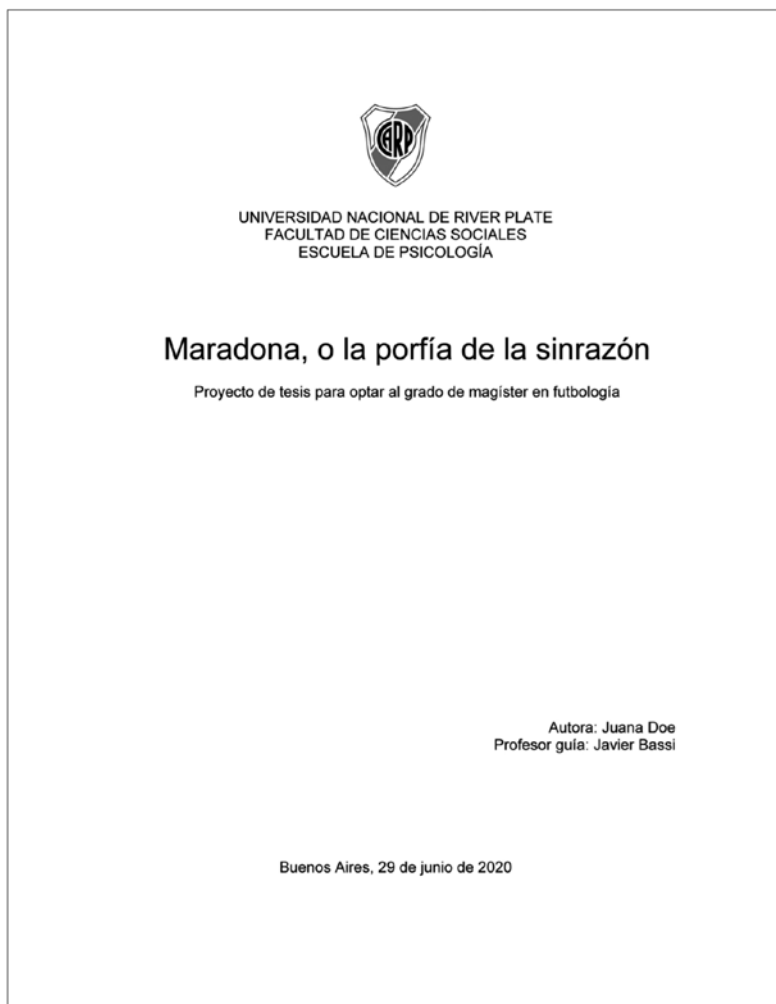 CARP
UNIVERSIDAD NACIONAL DE RIVER PLATE
FACULTAD DE CIENCIAS SOCIALES
ESCUELA DE PSICOLOGÍA
Maradona, o la porfía de la sinrazón
Proyecto de tesis para optar al grado de magíster en futbología
Autora: Juana Doe
Profesor guía: Javier Bassi
Buenos Aires, 29 de junio de 2020